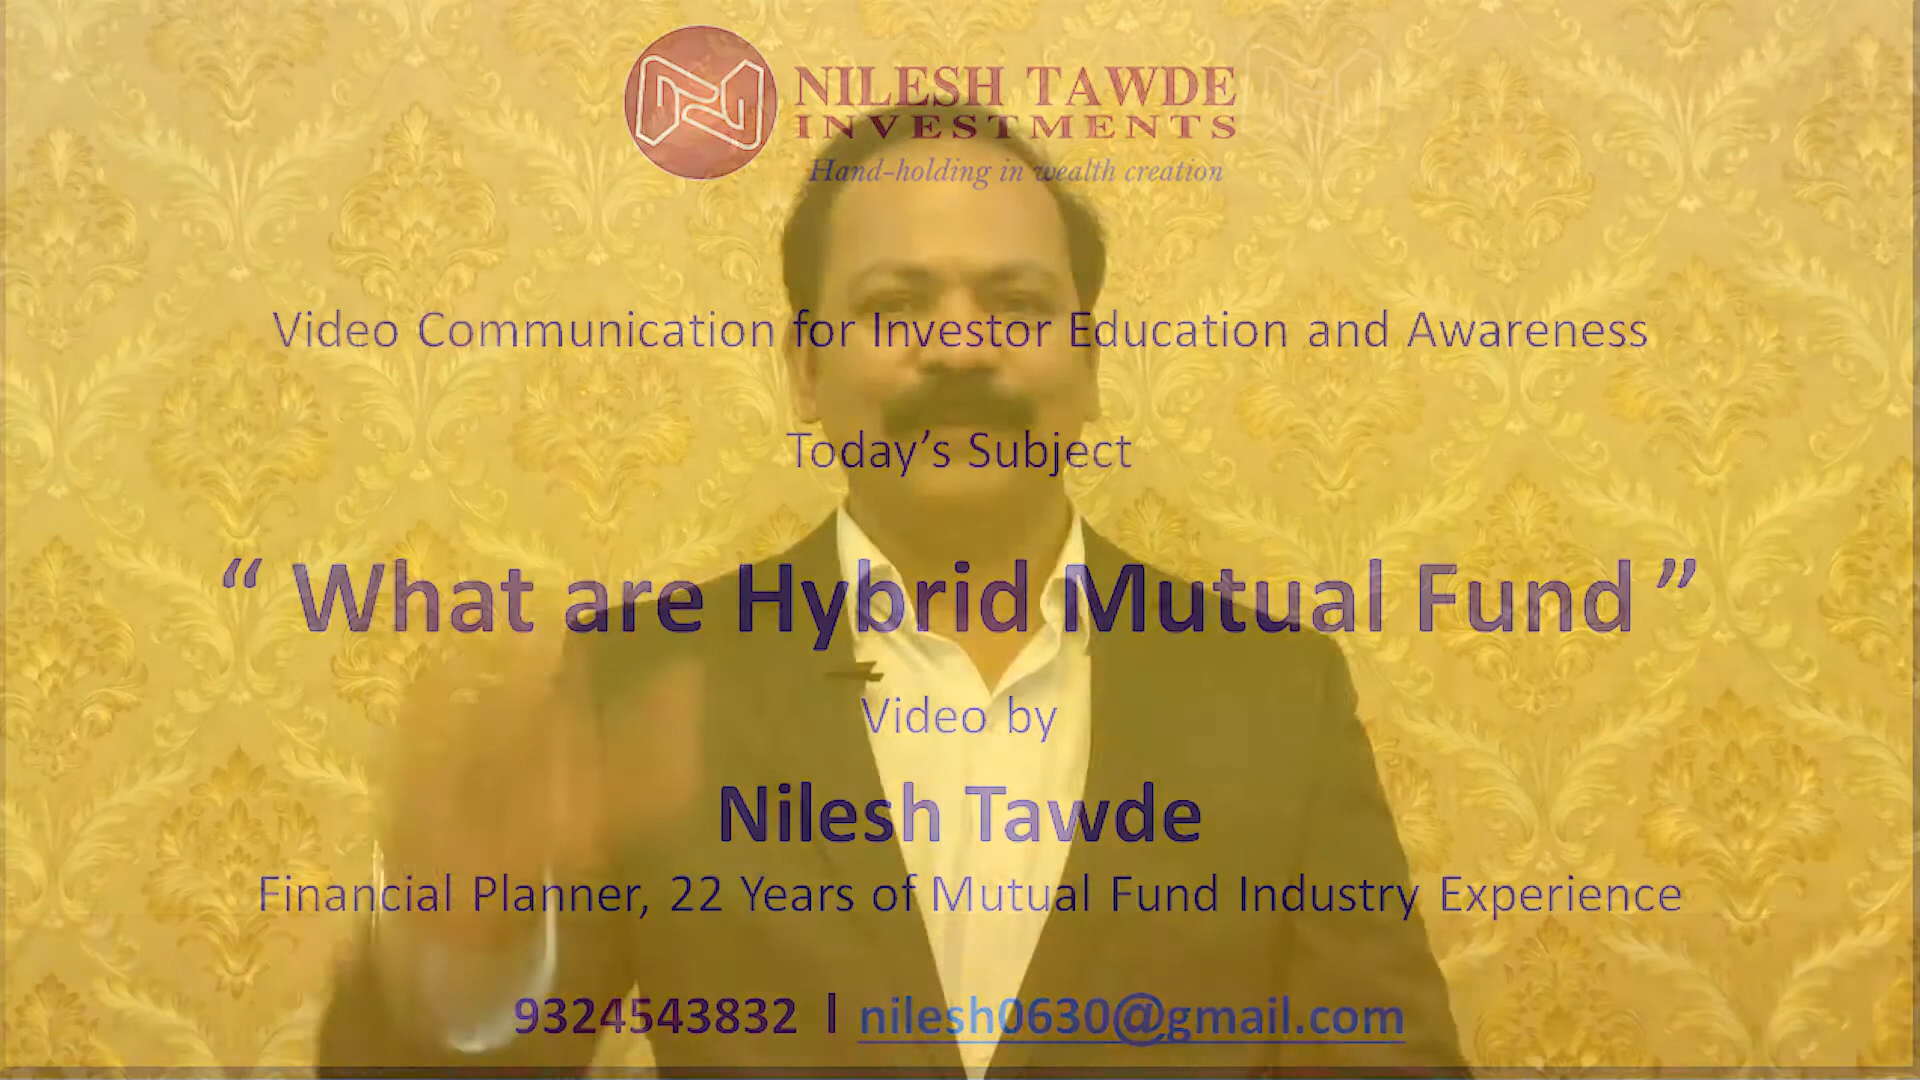 NILESH TAWDE
INVESTMENTS
Hand-holding in wealth creation
Video Communication for Investor Education and Awareness
Today’s Subject
“ What are Hybrid Mutual Fund ”
Video by
Nilesh Tawde
Financial Planner, 22 Years of Mutual Fund Industry Experience
9324543832 | nilesh0630@gmail.com